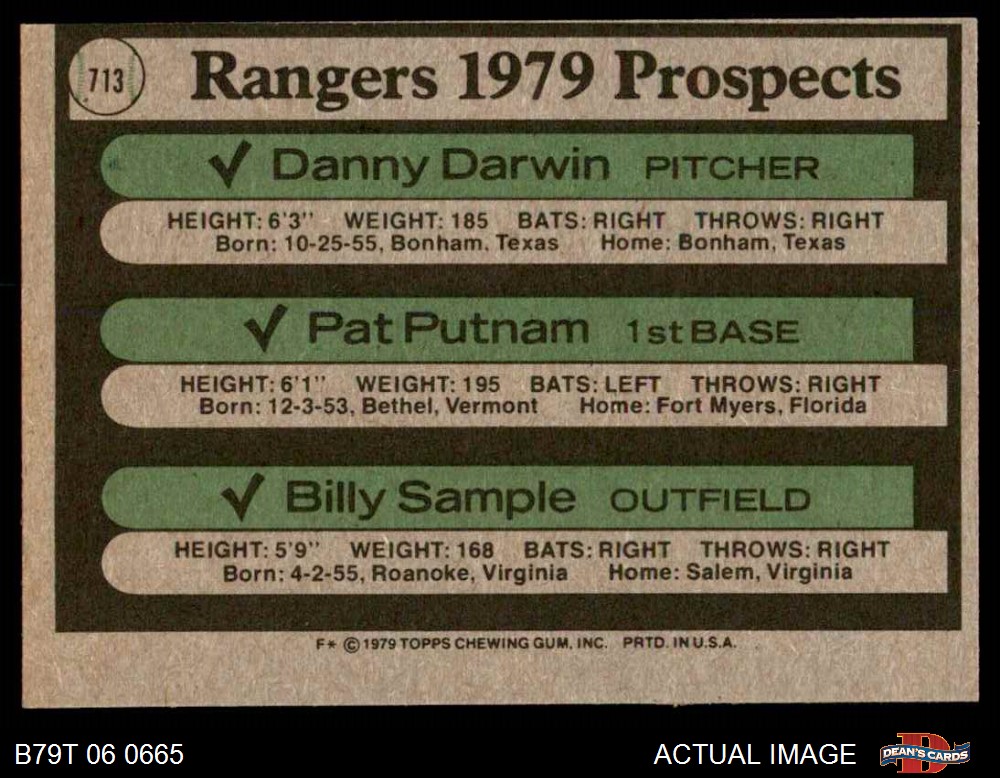 713
Rangers 1979 Prospects
✓ Danny Darwin PITCHER
HEIGHT: 6'3" WEIGHT: 185 BATS: RIGHT THROWS: RIGHT
Born: 10-25-55, Bonham, Texas Home: Bonham, Texas
✓ Pat Putnam 1st BASE
HEIGHT: 6'1" WEIGHT: 195 BATS: LEFT THROWS: RIGHT
Born: 12-3-53, Bethel, Vermont Home: Fort Myers, Florida
✓ Billy Sample OUTFIELD
HEIGHT: 5'9" WEIGHT: 168 BATS: RIGHT THROWS: RIGHT
Born: 4-2-55, Roanoke, Virginia Home: Salem, Virginia
F* © 1979 TOPPS CHEWING GUM, INC. PRTD. IN U.S.A.
B79T 06 0665
ACTUAL IMAGE
D
DEAN'S CARDS